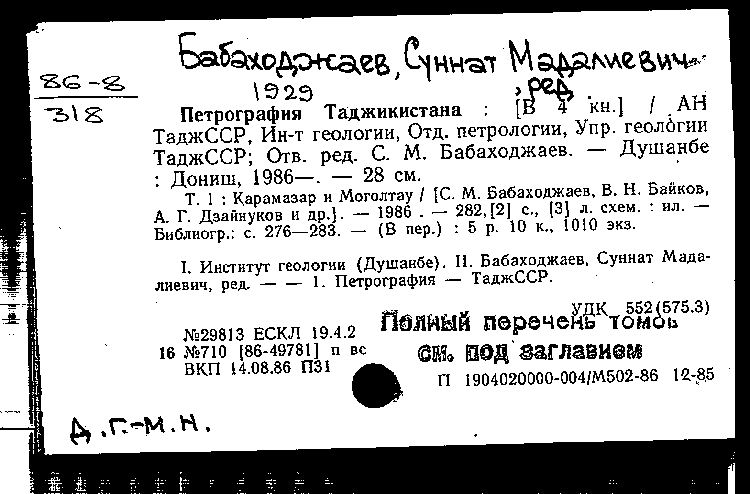 Бабаходжаев, Суннат Мадалиевич
86-8
318
1929
, ред.
Петрография Таджикистана : [В 4 кн.] / АН
ТаджССР, Ин-т геологии, Отд. петрологии, Упр. геологии
ТаджССР; Отв. ред. С. М. Бабаходжаев. — Душанбе
: Дониш, 1986—. — 28 см.
Т. 1 : Карамазар и Моголтау / [С. М. Бабаходжаев, В. Н. Байков,
А. Г. Дзайнуков и др.]. — 1986 . — 282,[2] с., [3] л. схем. : ил. —
Библиогр.: с. 276—283. — (В пер.) : 5 р. 10 к., 1010 экз.
I. Институт геологии (Душанбе). II. Бабаходжаев, Суннат Мада-
лиевич, ред. — — 1. Петрография — ТаджССР.
УДК 552(575.3)
Полный перечень томов
№29813 ЕСКЛ 19.4.2
16 №710 [86-49781] п вс
см. под заглавием
ВКП 14.08.86 П31
П 1904020000-004/М502-86 12-85
Д.Г.-М.Н.